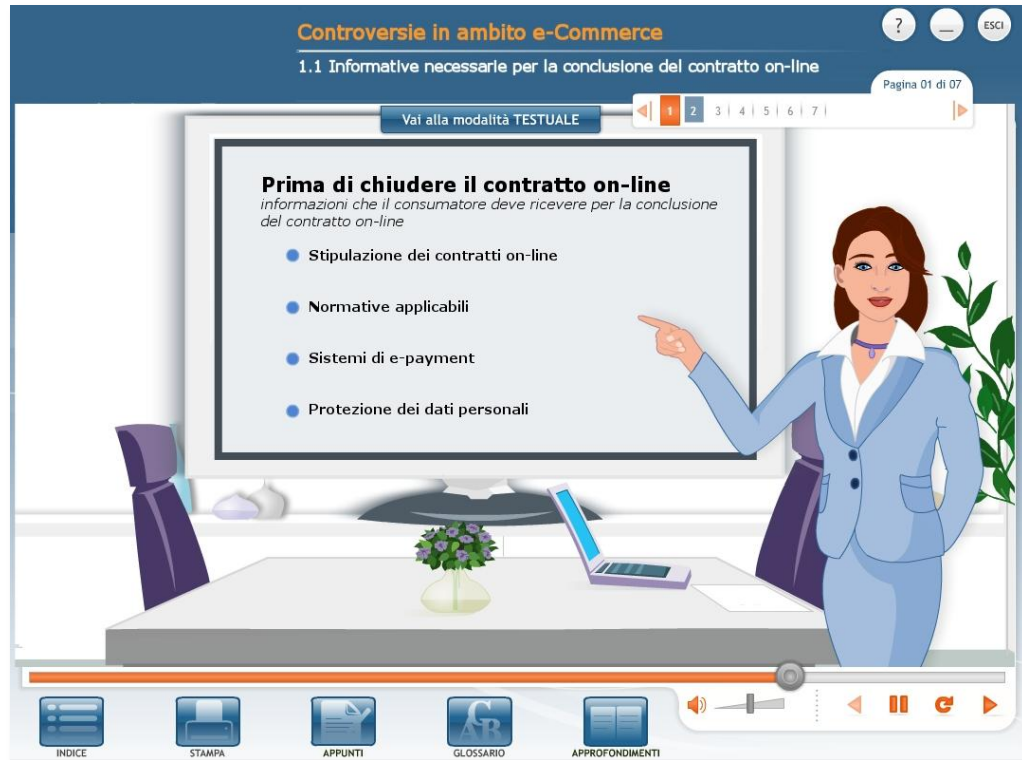 Controversie in ambito e-Commerce
? _ ESCI
1.1 Informative necessarie per la conclusione del contratto on-line
Pagina 01 di 07
Vai alla modalità TESTUALE
1 2 3 4 5 6 7
Prima di chiudere il contratto on-line
informazioni che il consumatore deve ricevere per la conclusione
del contratto on-line
Stipulazione dei contratti on-line
Normative applicabili
Sistemi di e-payment
Protezione dei dati personali
C
AB
INDICE STAMPA APPUNTI GLOSSARIO APPROFONDIMENTI